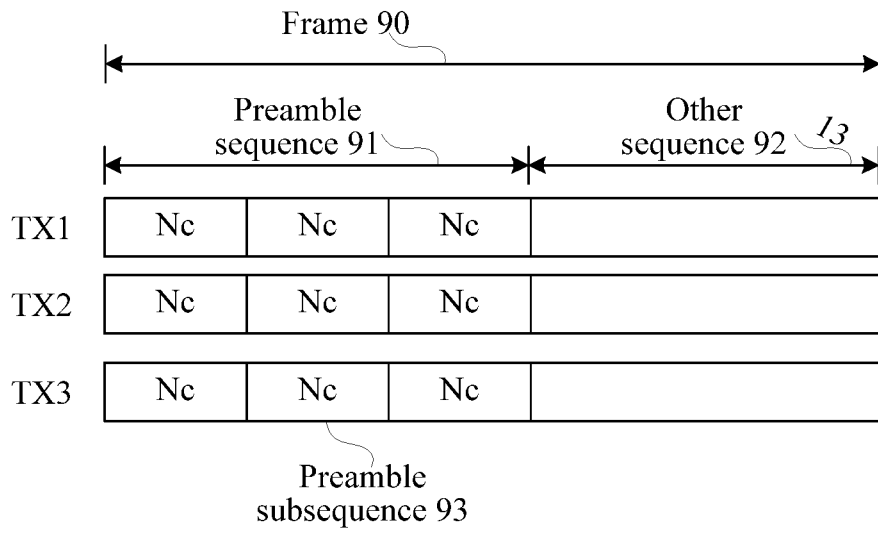 Frame 90
Preamble
sequence 91
Other
sequence 92
13
TX1 Nc Nc Nc
TX2 Nc Nc Nc
TX3 Nc Nc Nc
Preamble
subsequence 93